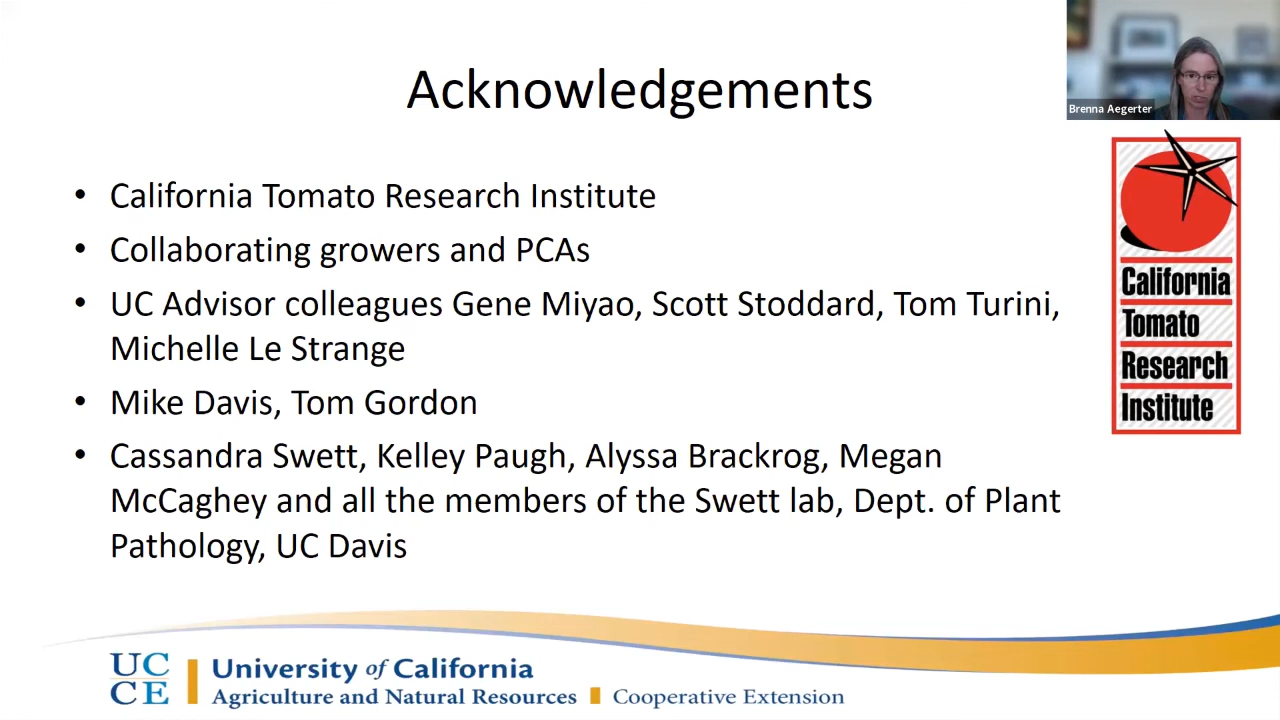 Acknowledgements
Brenna Aegerter
• California Tomato Research Institute
• Collaborating growers and PCAs
• UC Advisor colleagues Gene Miyao, Scott Stoddard, Tom Turini,
Michelle Le Strange
• Mike Davis, Tom Gordon
• Cassandra Swett, Kelley Paugh, Alyssa Brackrog, Megan
McCaghey and all the members of the Swett lab, Dept. of Plant
Pathology, UC Davis
California
Tomato
Research
Institute
UC
CE
University of California
Agriculture and Natural Resources Cooperative Extension